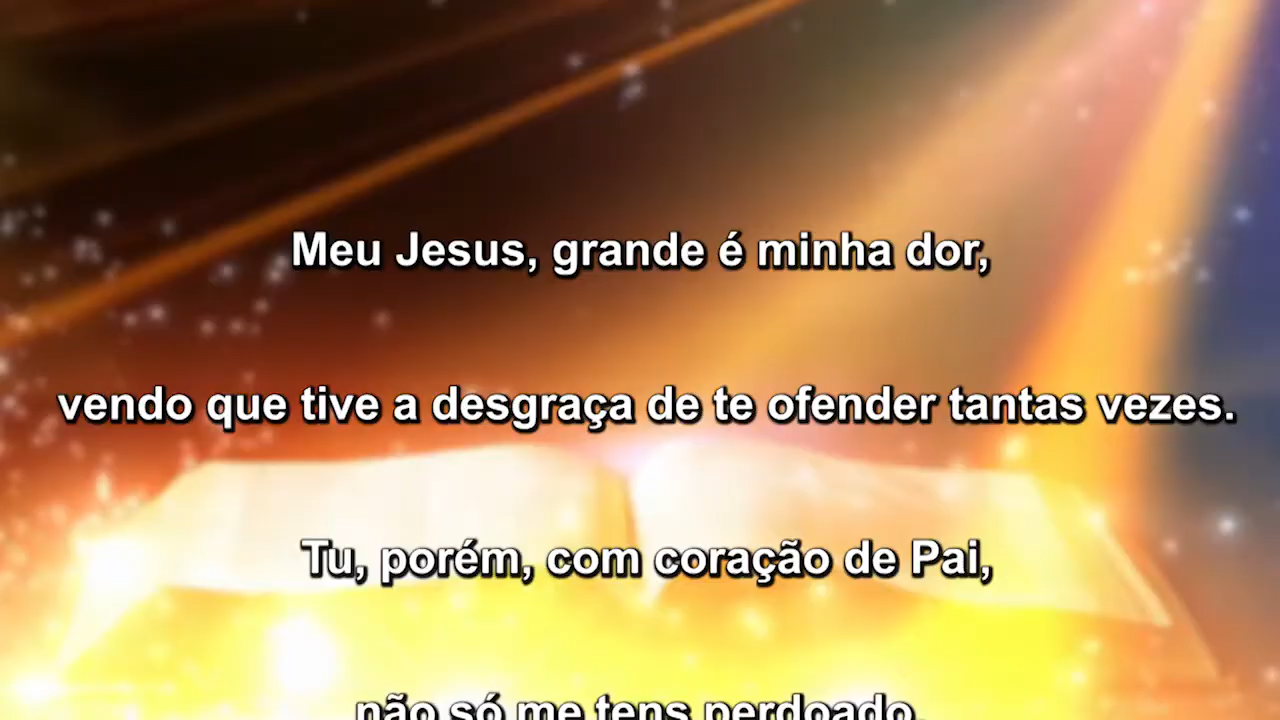 Meu Jesus, grande é minha dor,
vendo que tive a desgraça de te ofender tantas vezes.
Tu, porém, com coração de Pai,
não só me tens perdoado,